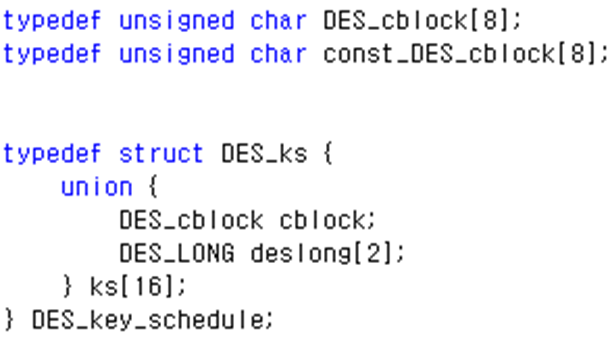 typedef unsigned char DES_cblock[8];
typedef unsigned char const_DES_cblock[8];
typedef struct DES_ks {
    union {
        DES_cblock cblock;
        DES_LONG deslong[2];
    } ks[16];
} DES_key_schedule;